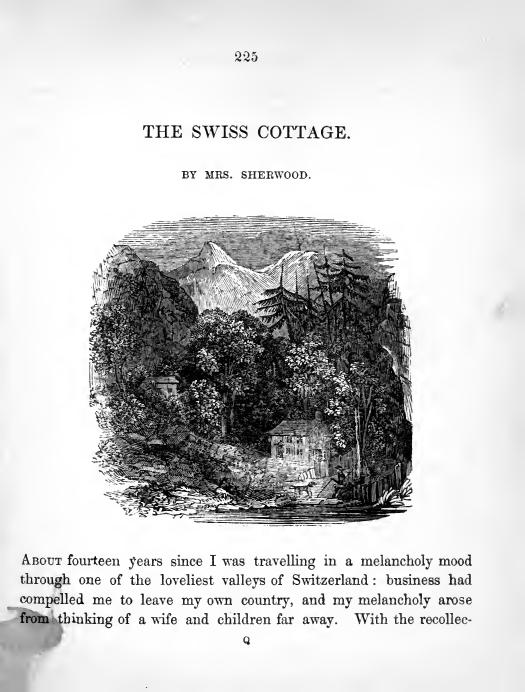 225
THE SWISS COTTAGE.
BY MRS. SHERWOOD.
ABOUT fourteen years since I was travelling in a melancholy mood
through one of the loveliest valleys of Switzerland : business had
compelled me to leave my own country, and my melancholy arose
from thinking of a wife and children far away. With the recollec-
Q